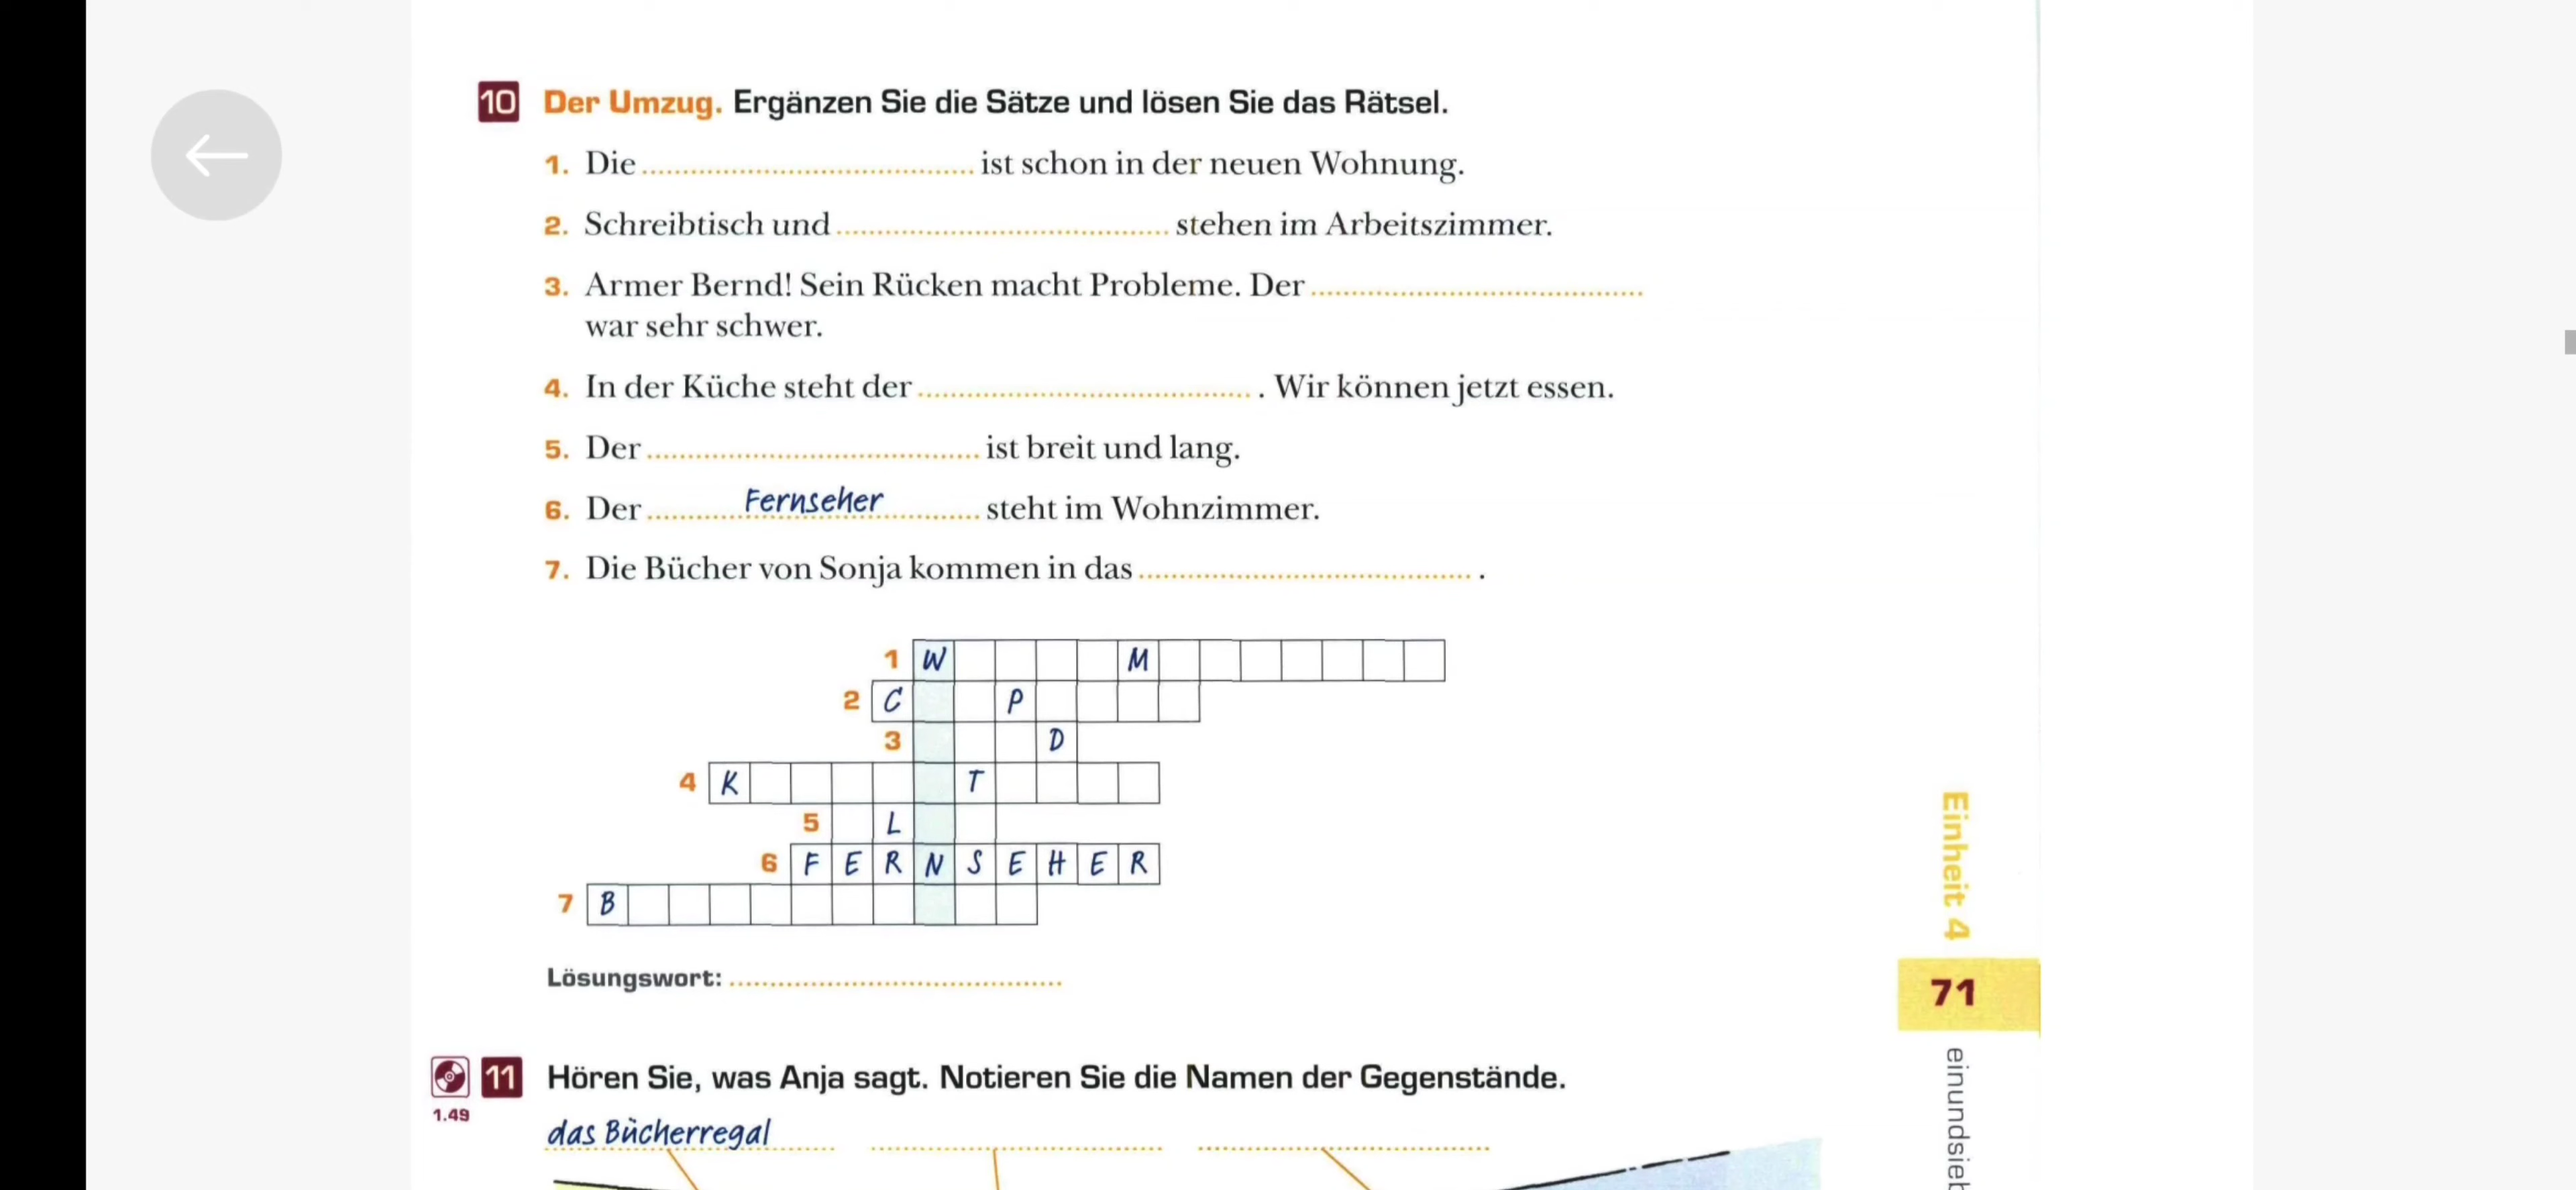 10 Der Umzug. Ergänzen Sie die Sätze und lösen Sie das Rätsel.
1. Die ........ ist schon in der neuen Wohnung.
2. Schreibtisch und ........ stehen im Arbeitszimmer.
3. Armer Bernd! Sein Rücken macht Probleme. Der ........
war sehr schwer.
4. In der Küche steht der ........ . Wir können jetzt essen.
5. Der ........ ist breit und lang.
6. Der Fernseher steht im Wohnzimmer.
7. Die Bücher von Sonja kommen in das ........ .
1 W M
2 C P
3 D
4 K T
5 L
6 F E R N S E H E R
7 B
Lösungswort: ........
Einheit 4
71
11 Hören Sie, was Anja sagt. Notieren Sie die Namen der Gegenstände.
1.49
das Bücherregal